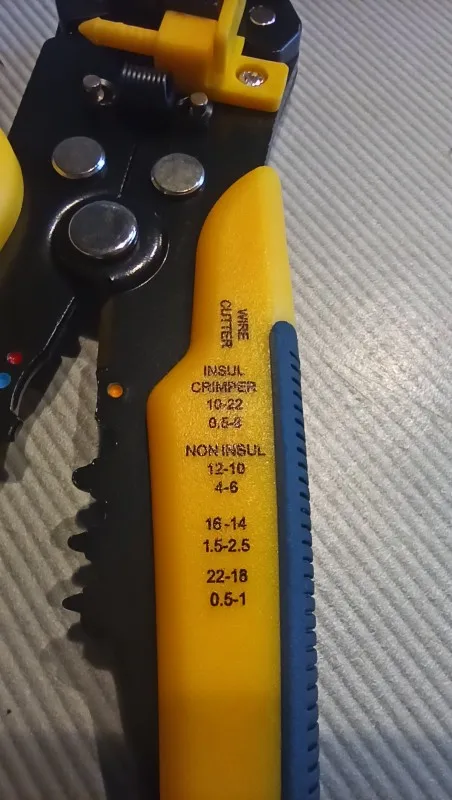 WIRE
CUTTER
INSUL
CRIMPER
10-22
0.5-6
NON INSUL
12-10
4-6
16-14
1.5-2.5
22-18
0.5-1